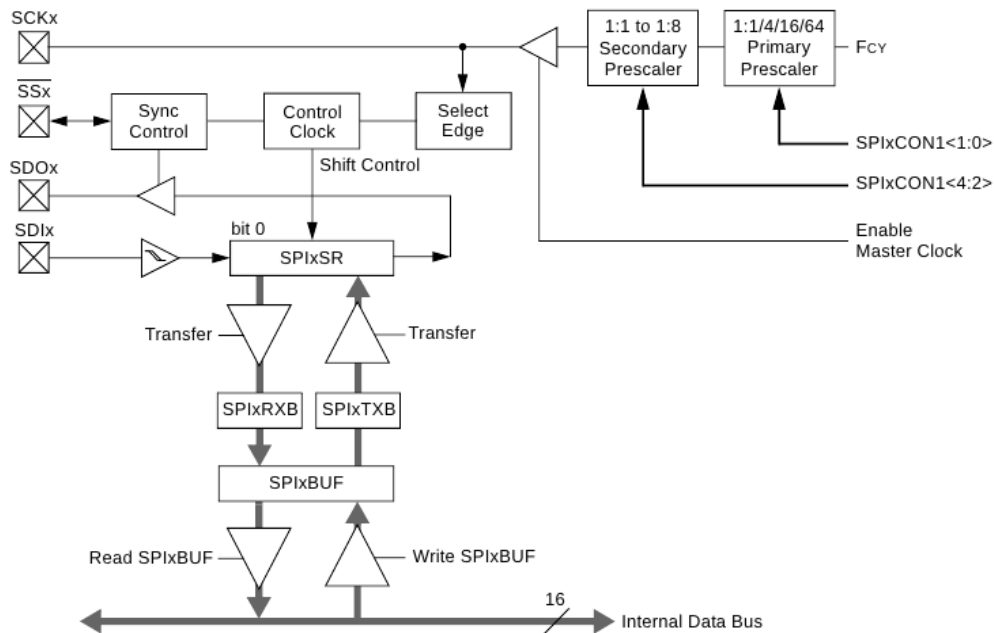 SCKx
1:1 to 1:8
Secondary
Prescaler
1:1/4/16/64
Primary
Prescaler
FCY
SSx
Sync
Control
Control
Clock
Select
Edge
SPIxCON1<1:0>
Shift Control
SDOx
SPIxCON1<4:2>
SDIx
bit 0
Enable
Master Clock
SPIxSR
Transfer
Transfer
SPIxRXB
SPIxTXB
SPIxBUF
Read SPIxBUF
Write SPIxBUF
16
Internal Data Bus